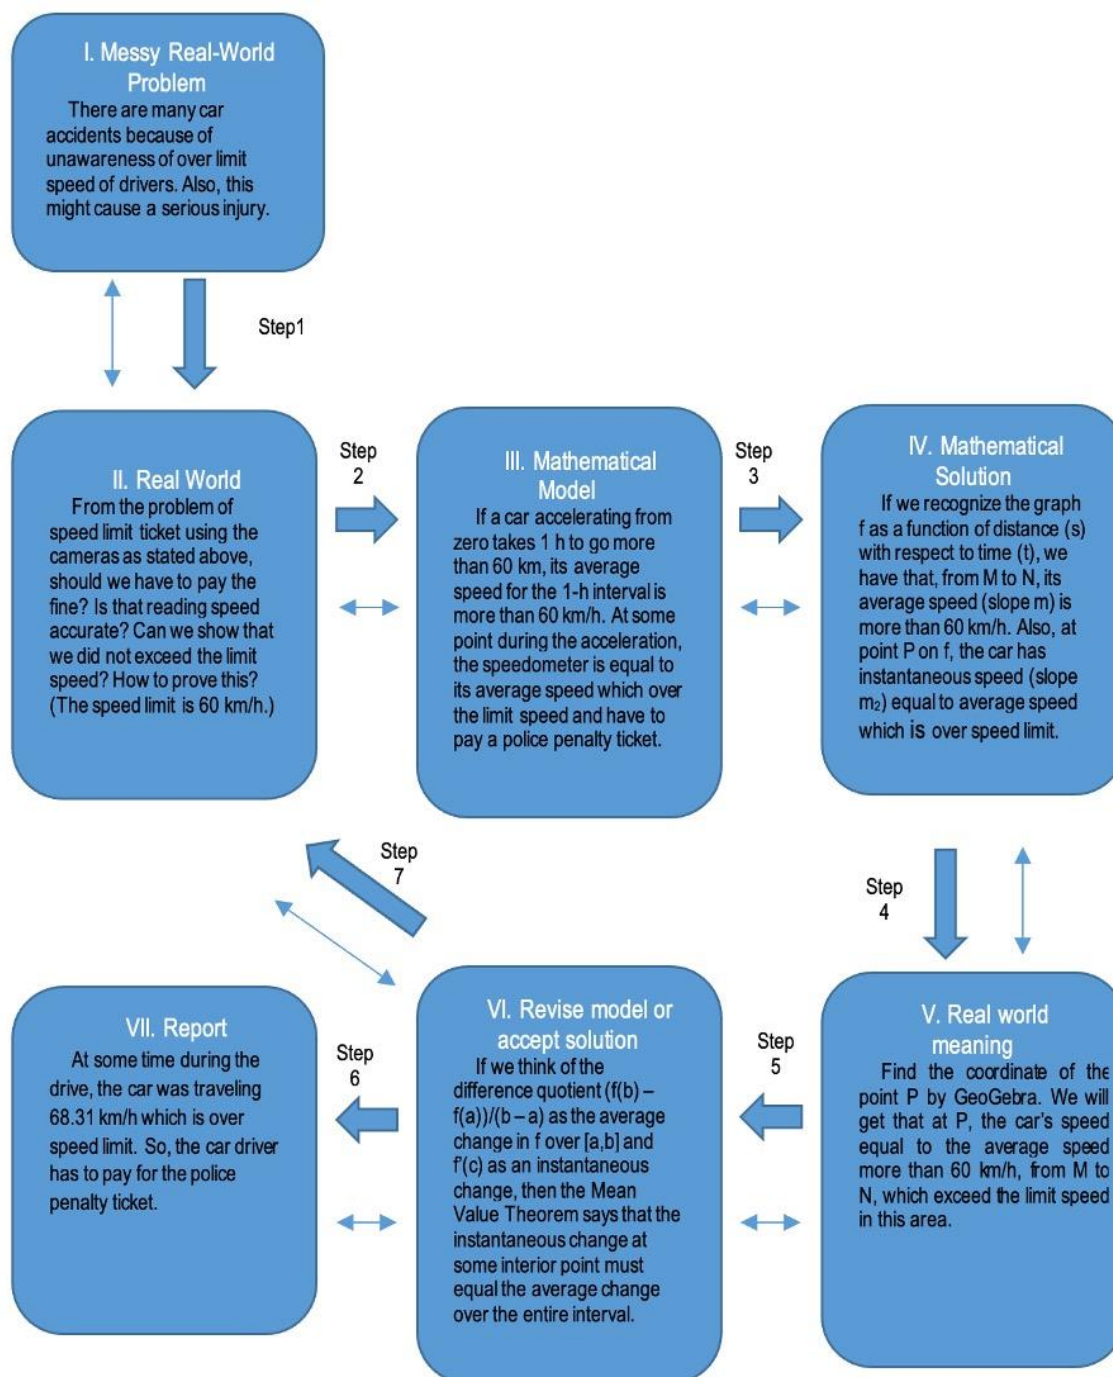 I. Messy Real-World
Problem
There are many car
accidents because of
unawareness of over limit
speed of drivers. Also, this
might cause a serious injury.
Step1
II. Real World
From the problem of
speed limit ticket using the
cameras as stated above,
should we have to pay the
fine? Is that reading speed
accurate? Can we show that
we did not exceed the limit
speed? How to prove this?
(The speed limit is 60 km/h.)
Step
2
III. Mathematical
Model
If a car accelerating from
zero takes 1 h to go more
than 60 km, its average
speed for the 1-h interval is
more than 60 km/h. At some
point during the acceleration,
the speedometer is equal to
its average speed which over
the limit speed and have to
pay a police penalty ticket.
Step
3
IV. Mathematical
Solution
If we recognize the graph
f as a function of distance (s)
with respect to time (t), we
have that, from M to N, its
average speed (slope m) is
more than 60 km/h. Also, at
point P on f, the car has
instantaneous speed (slope
m₂) equal to average speed
which is over speed limit.
Step
4
V. Real world
meaning
Find the coordinate of the
point P by GeoGebra. We will
get that at P, the car's speed
equal to the average speed
more than 60 km/h, from M to
N, which exceed the limit speed
in this area.
Step
5
VI. Revise model or
accept solution
If we think of the
difference quotient (f(b) –
f(a))/(b – a) as the average
change in f over [a,b] and
f'(c) as an instantaneous
change, then the Mean
Value Theorem says that the
instantaneous change at
some interior point must
equal the average change
over the entire interval.
Step
6
VII. Report
At some time during the
drive, the car was traveling
68.31 km/h which is over
speed limit. So, the car driver
has to pay for the police
penalty ticket.
Step
7